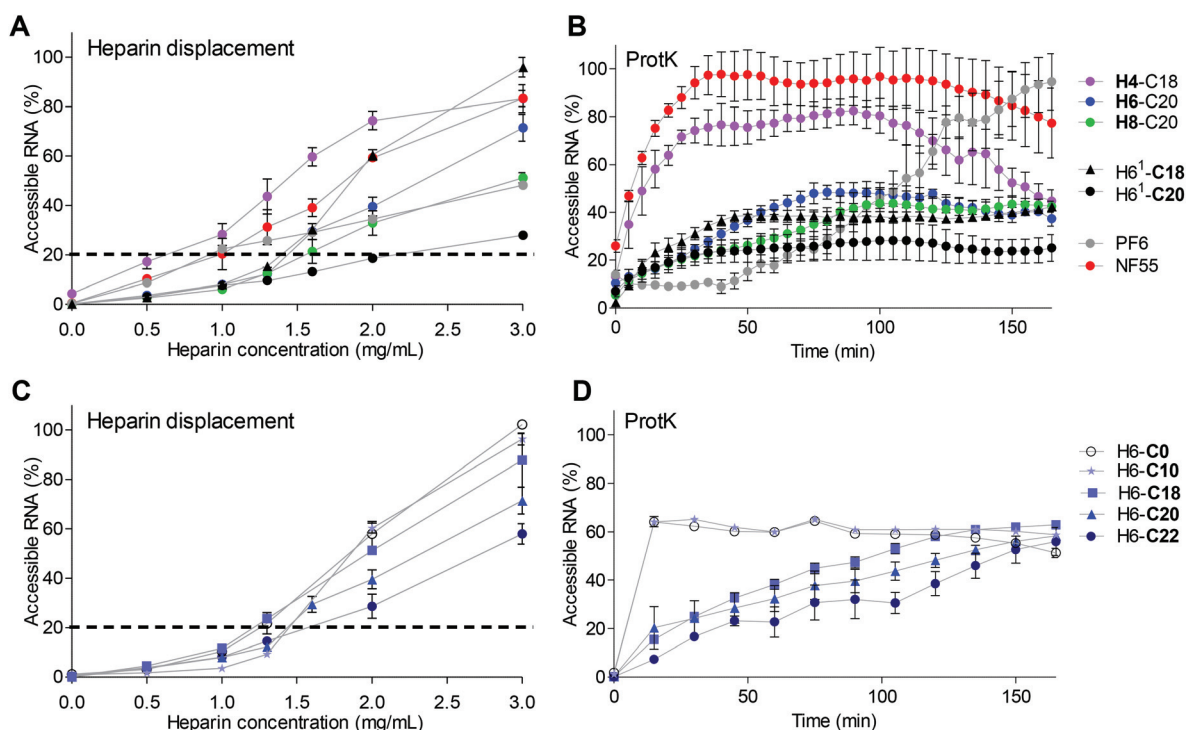 A
Heparin displacement
Accessible RNA (%)
100
80
60
40
20
0
0.0 0.5 1.0 1.5 2.0 3.0
Heparin concentration (mg/mL)
B
ProtK
Accessible RNA (%)
100
80
60
40
20
0
0 50 100 150
Time (min)
H4-C18
H6-C20
H8-C20
H6¹-C18
H6¹-C20
PF6
NF55
C
Heparin displacement
Accessible RNA (%)
100
80
60
40
20
0
0.0 0.5 1.0 1.5 2.0 3.0
Heparin concentration (mg/mL)
D
ProtK
Accessible RNA (%)
100
80
60
40
20
0
0 50 100 150
Time (min)
H6-C0
H6-C10
H6-C18
H6-C20
H6-C22